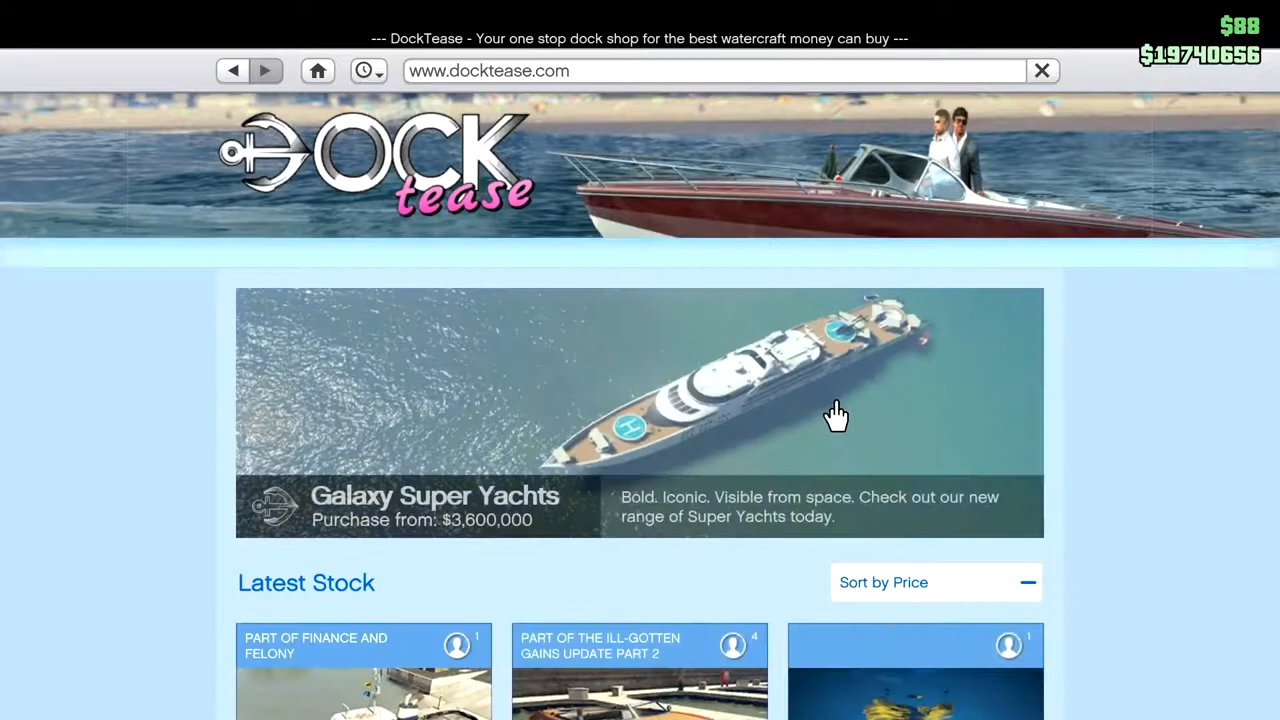 --- DockTease - Your one stop dock shop for the best watercraft money can buy ---
$88
$19740656
www.docktease.com
DOCK
tease
Galaxy Super Yachts
Purchase from: $3,600,000
Bold. Iconic. Visible from space. Check out our new
range of Super Yachts today.
H
Latest Stock
Sort by Price
PART OF FINANCE AND
FELONY
1
PART OF THE ILL-GOTTEN
GAINS UPDATE PART 2
4
1